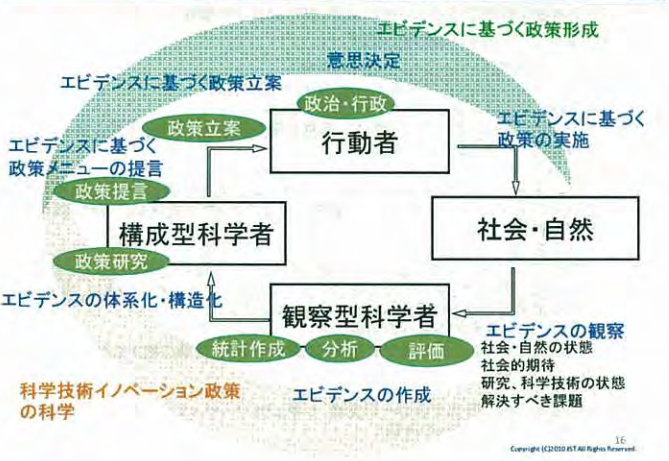 エビデンスに基づく政策形成
意思決定
エビデンスに基づく政策立案
政治・行政
政策立案
行動者
エビデンスに基づく
政策の実施
エビデンスに基づく
政策メニューの提言
政策提言
構成型科学者
社会・自然
政策研究
エビデンスの体系化・構造化
観察型科学者
統計作成
分析
評価
エビデンスの観察
社会・自然の状態
社会的期待
研究、科学技術の状態
解決すべき課題
科学技術イノベーション政策
の科学
エビデンスの作成
16
Copyright (C)2010 JST All Rights Reserved.